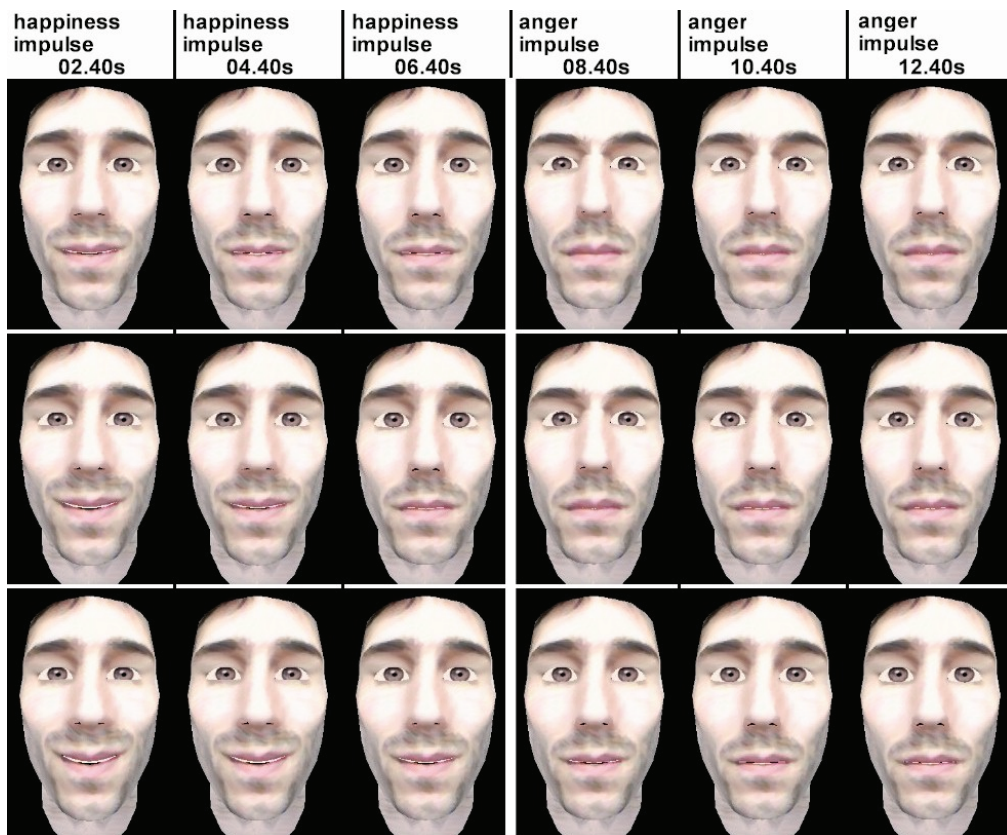 happiness
impulse
02.40s
happiness
impulse
04.40s
happiness
impulse
06.40s
anger
impulse
08.40s
anger
impulse
10.40s
anger
impulse
12.40s